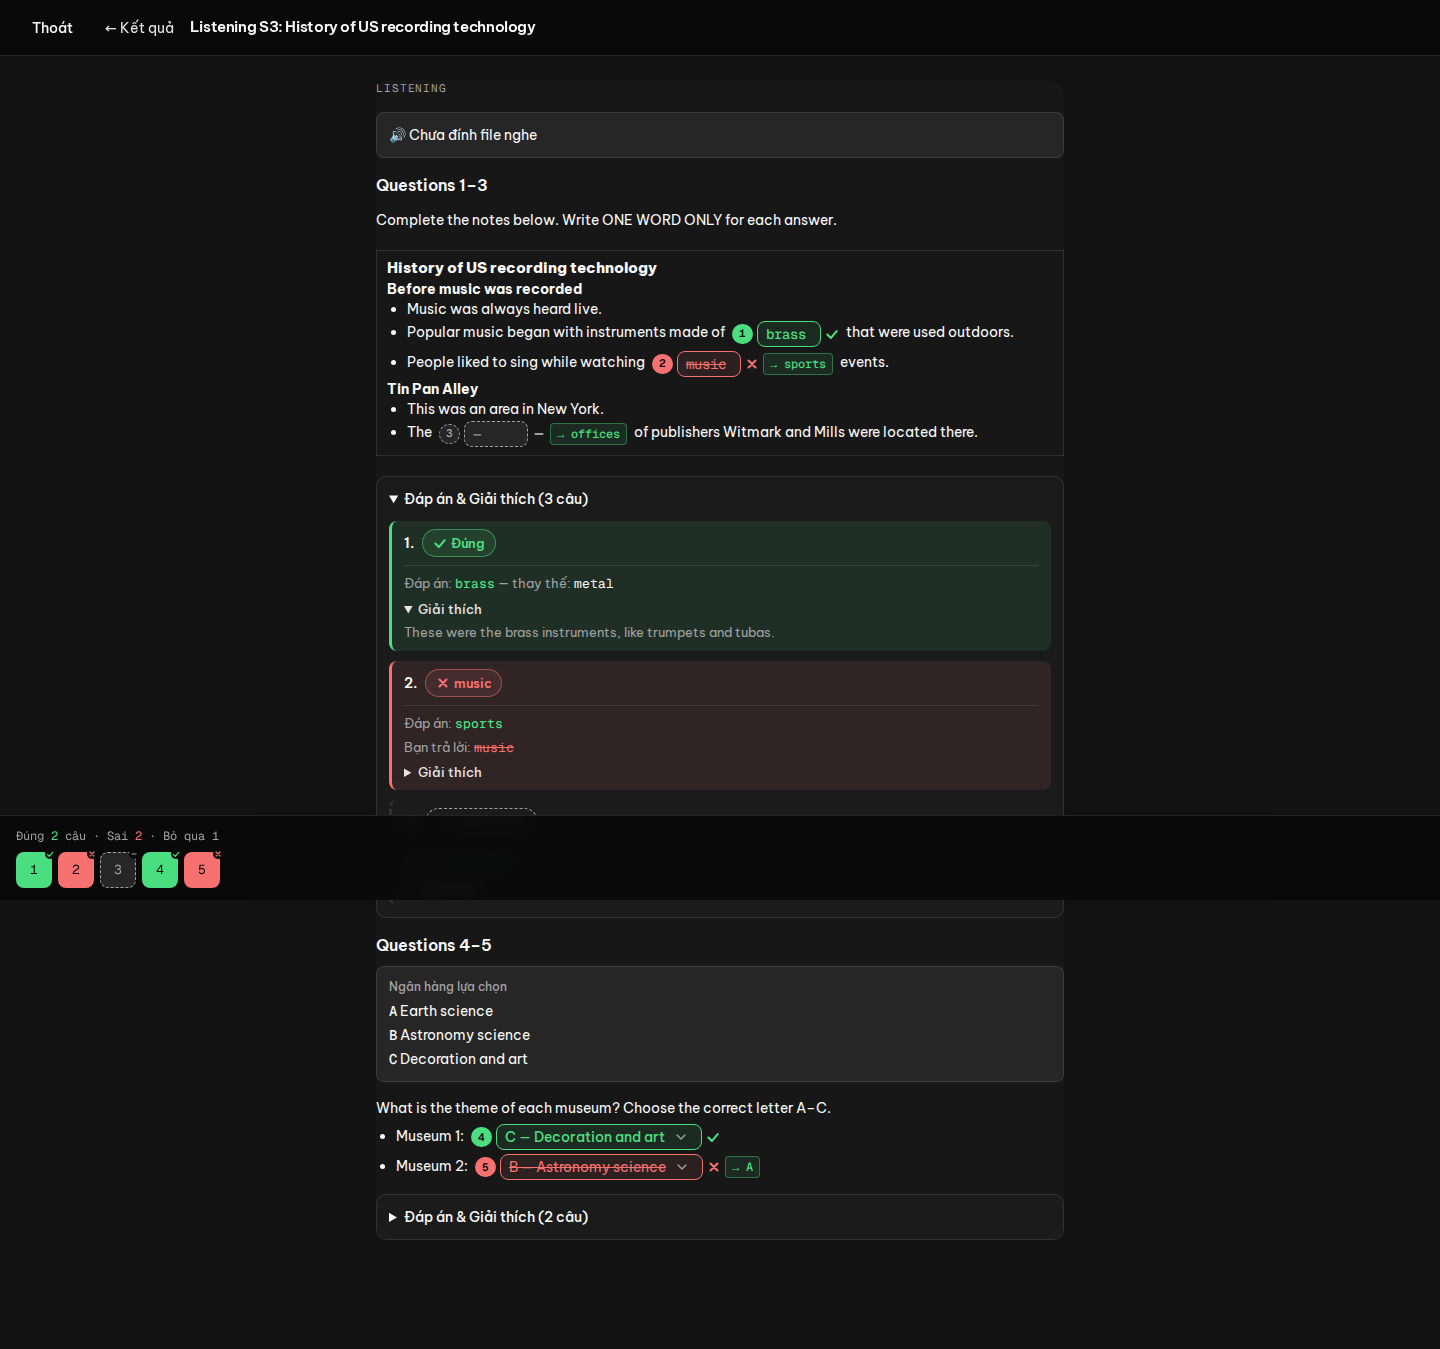 Thoát ← Kết quả Listening S3: History of US recording technology
LISTENING
🔊 Chưa đính file nghe
Questions 1–3
Complete the notes below. Write ONE WORD ONLY for each answer.
History of US recording technology
Before music was recorded
• Music was always heard live.
• Popular music began with instruments made of 1 brass ✓ that were used outdoors.
• People liked to sing while watching 2 music ✕ → sports events.
Tin Pan Alley
• This was an area in New York.
• The 3 — – → offices of publishers Witmark and Mills were located there.
▼ Đáp án & Giải thích (3 câu)
1. ✓ Đúng
Đáp án: brass — thay thế: metal
▼ Giải thích
These were the brass instruments, like trumpets and tubas.
2. ✕ music
Đáp án: sports
Bạn trả lời: music
▶ Giải thích
Đúng 2 câu · Sai 2 · Bỏ qua 1
1 ✓ 2 ✕ 3 – 4 ✓ 5 ✕
Questions 4–5
Ngân hàng lựa chọn
A Earth science
B Astronomy science
C Decoration and art
What is the theme of each museum? Choose the correct letter A–C.
• Museum 1: 4 C — Decoration and art ✓
• Museum 2: 5 B — Astronomy science ✕ → A
▶ Đáp án & Giải thích (2 câu)